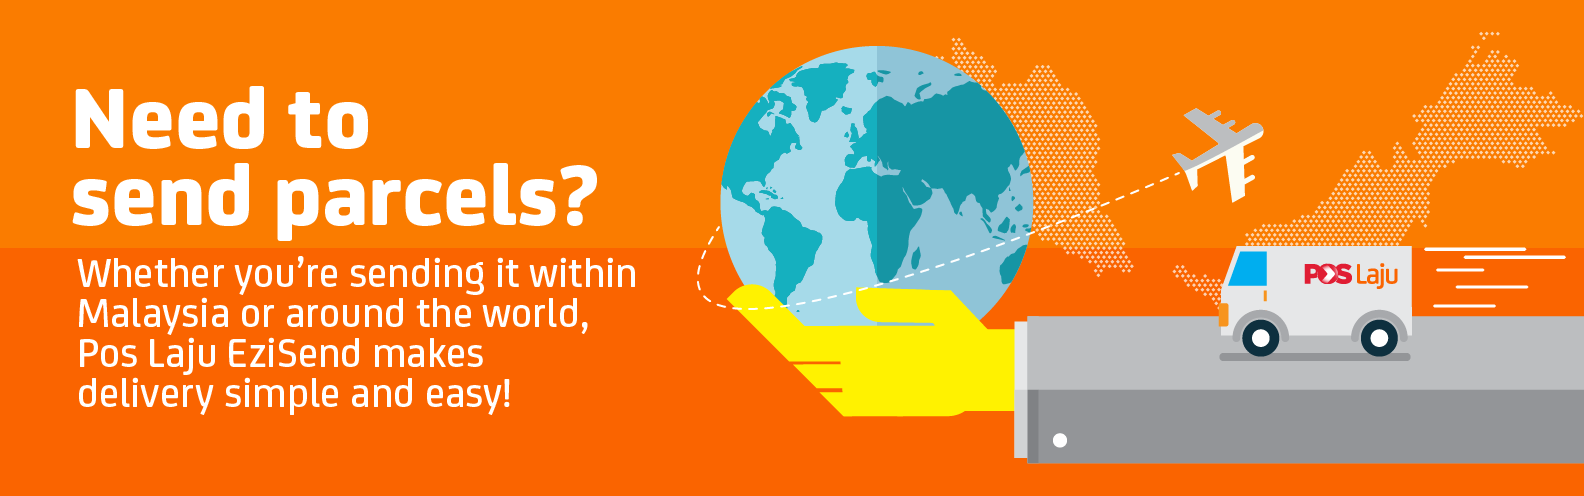 Need to
send parcels?
Whether you’re sending it within
Malaysia or around the world,
Pos Laju EziSend makes
delivery simple and easy!
POS Laju